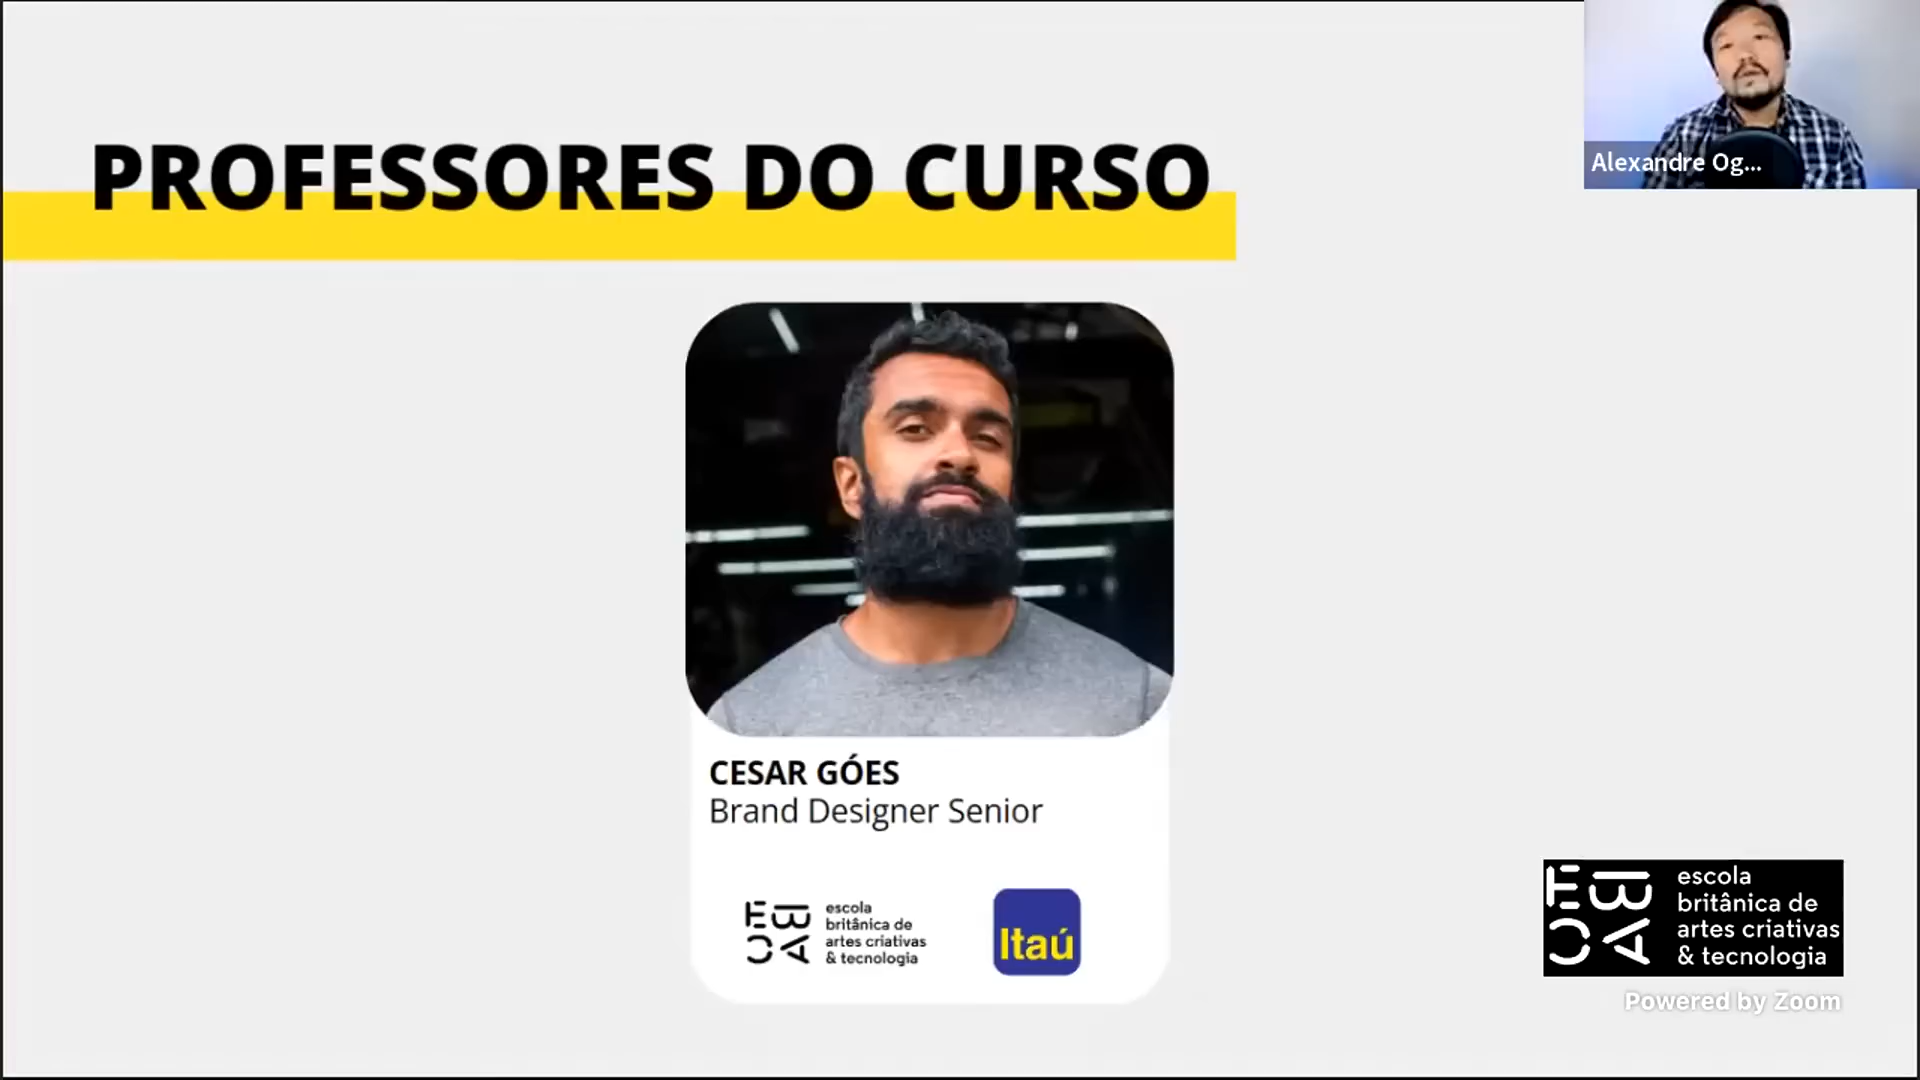 PROFESSORES DO CURSO
Alexandre Og...
CESAR GÓES
Brand Designer Senior
escola
britânica de
artes criativas
& tecnologia
Itaú
EBAC
escola
britânica de
artes criativas
& tecnologia
Powered by Zoom